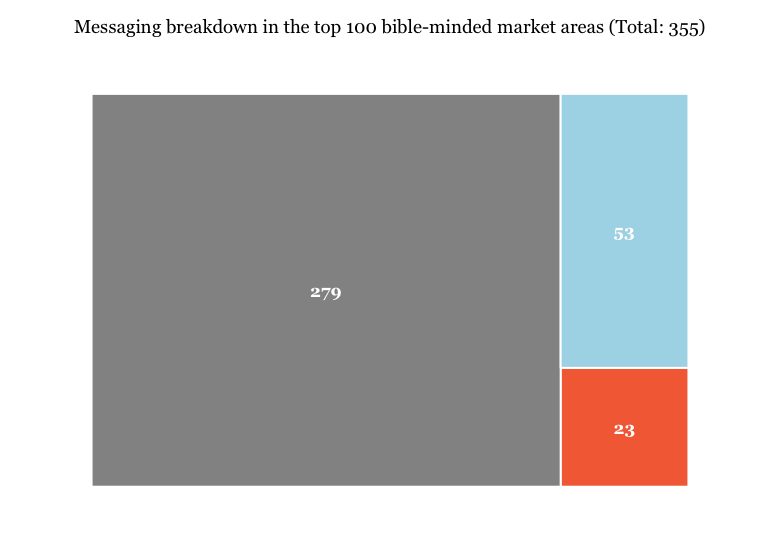 Messaging breakdown in the top 100 bible-minded market areas (Total: 355)
53
279
23